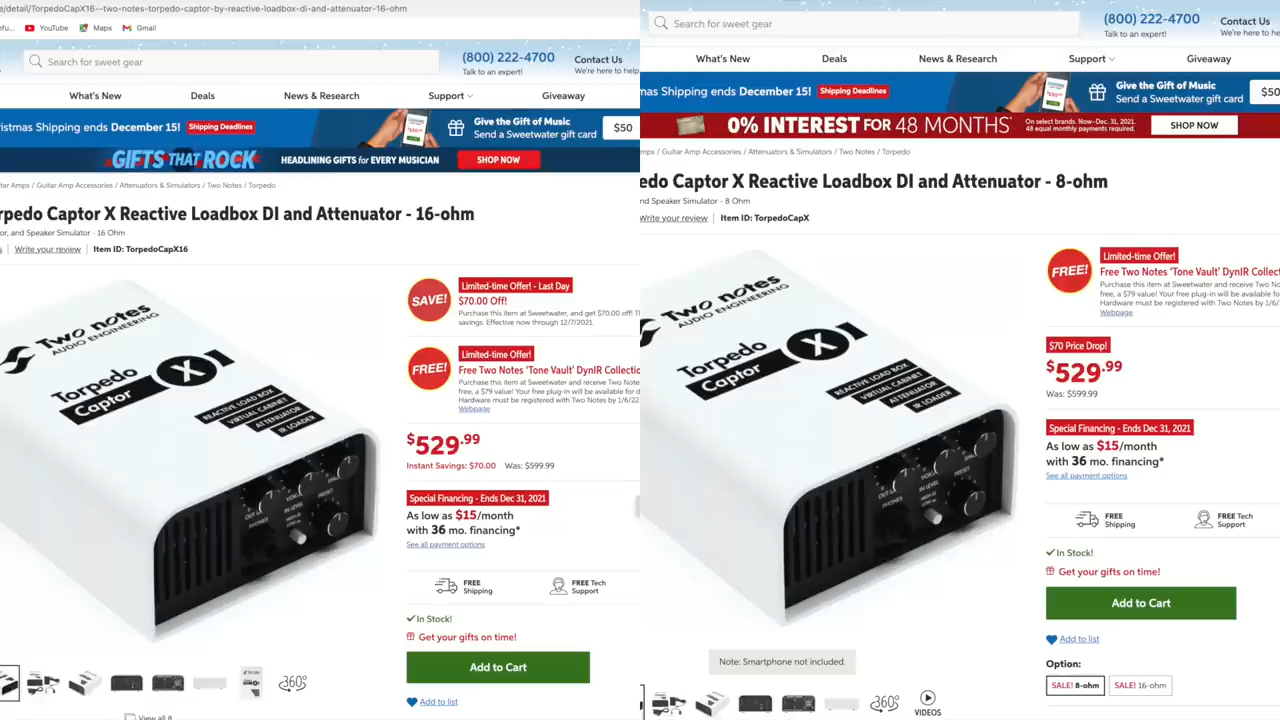 e/detail/TorpedoCapX16--two-notes-torpedo-captor-by-reactive-loadbox-di-and-attenuator-16-ohm
YouTube
Maps
Gmail
Search for sweet gear
(800) 222-4700
Talk to an expert!
Contact Us
We're here to help
What's New
Deals
News & Research
Support
Giveaway
istmas Shipping ends December 15!
Shipping Deadlines
Give the Gift of Music
Send a Sweetwater gift card
$50
GIFTS THAT ROCK
HEADLINING GIFTS for EVERY MUSICIAN
SHOP NOW
tar Amps / Guitar Amp Accessories / Attenuators & Simulators / Two Notes / Torpedo
rpedo Captor X Reactive Loadbox DI and Attenuator - 16-ohm
or, and Speaker Simulator - 16 Ohm
Write your review
Item ID: TorpedoCapX16
Two notes
AUDIO ENGINEERING
Torpedo
Captor X
REACTIVE LOAD BOX
VIRTUAL CABINET
ATTENUATOR
IR LOADER
SAVE!
Limited-time Offer! - Last Day
$70.00 Off!
Purchase this item at Sweetwater, and get $70.00 off!
savings. Effective now through 12/7/2021.
FREE!
Limited-time Offer!
Free Two Notes 'Tone Vault' DynIR Collectio
Purchase this item at Sweetwater and receive Two Note
free, a $79 value! Your free plug-in will be available for d
Hardware must be registered with Two Notes by 1/6/22.
Webpage
$529.99
Instant Savings: $70.00 Was: $599.99
Special Financing - Ends Dec 31, 2021
As low as $15/month
with 36 mo. financing*
See all payment options
FREE Shipping
FREE Tech Support
In Stock!
Get your gifts on time!
Add to Cart
Add to list
360°
View all 8
Search for sweet gear
(800) 222-4700
Talk to an expert!
Contact Us
We're here to he
What's New
Deals
News & Research
Support
Giveaway
mas Shipping ends December 15!
Shipping Deadlines
Give the Gift of Music
Send a Sweetwater gift card
$50
0% INTEREST FOR 48 MONTHS*
On select brands. Now–Dec. 31, 2021.
48 equal monthly payments required.
SHOP NOW
mps / Guitar Amp Accessories / Attenuators & Simulators / Two Notes / Torpedo
edo Captor X Reactive Loadbox DI and Attenuator - 8-ohm
nd Speaker Simulator - 8 Ohm
Write your review
Item ID: TorpedoCapX
Two notes
AUDIO ENGINEERING
Torpedo
Captor X
REACTIVE LOAD BOX
VIRTUAL CABINET
ATTENUATOR
IR LOADER
FREE!
Limited-time Offer!
Free Two Notes 'Tone Vault' DynIR Collect
Purchase this item at Sweetwater and receive Two No
free, a $79 value! Your free plug-in will be available fo
Hardware must be registered with Two Notes by 1/6/
Webpage
$70 Price Drop!
$529.99
Was: $599.99
Special Financing - Ends Dec 31, 2021
As low as $15/month
with 36 mo. financing*
See all payment options
FREE Shipping
FREE Tech Support
In Stock!
Get your gifts on time!
Add to Cart
Add to list
Option:
SALE! 8-ohm
SALE! 16-ohm
Note: Smartphone not included.
360°
VIDEOS